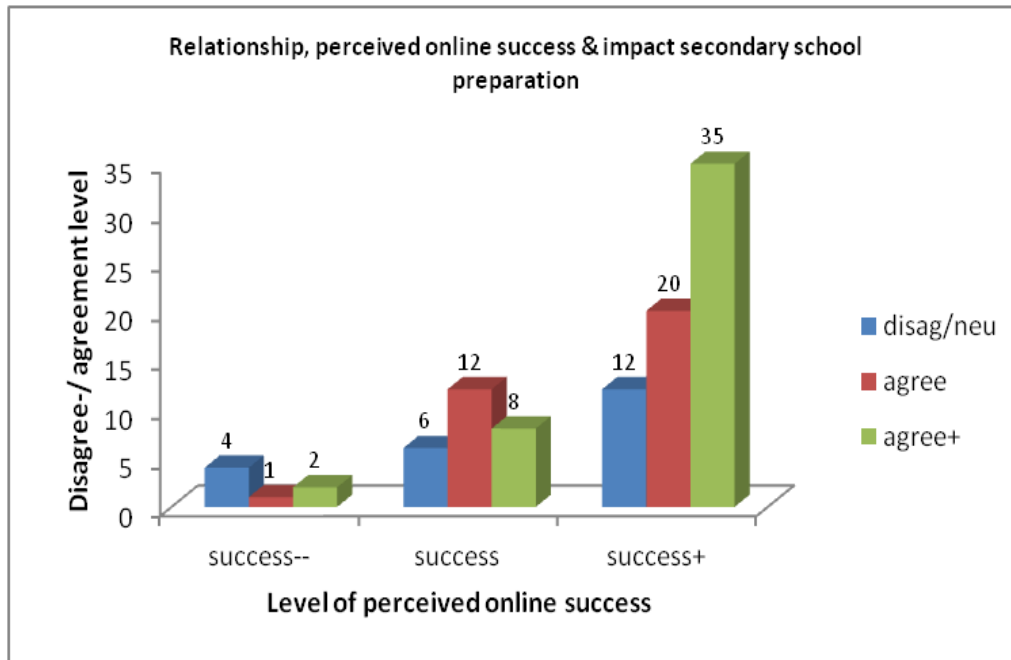 Relationship, perceived online success & impact secondary school
preparation
Disagree-/ agreement level
35
30
25
20
15
10
5
0
4
1
2
6
12
8
12
20
35
success--
success
success+
Level of perceived online success
disag/neu
agree
agree+